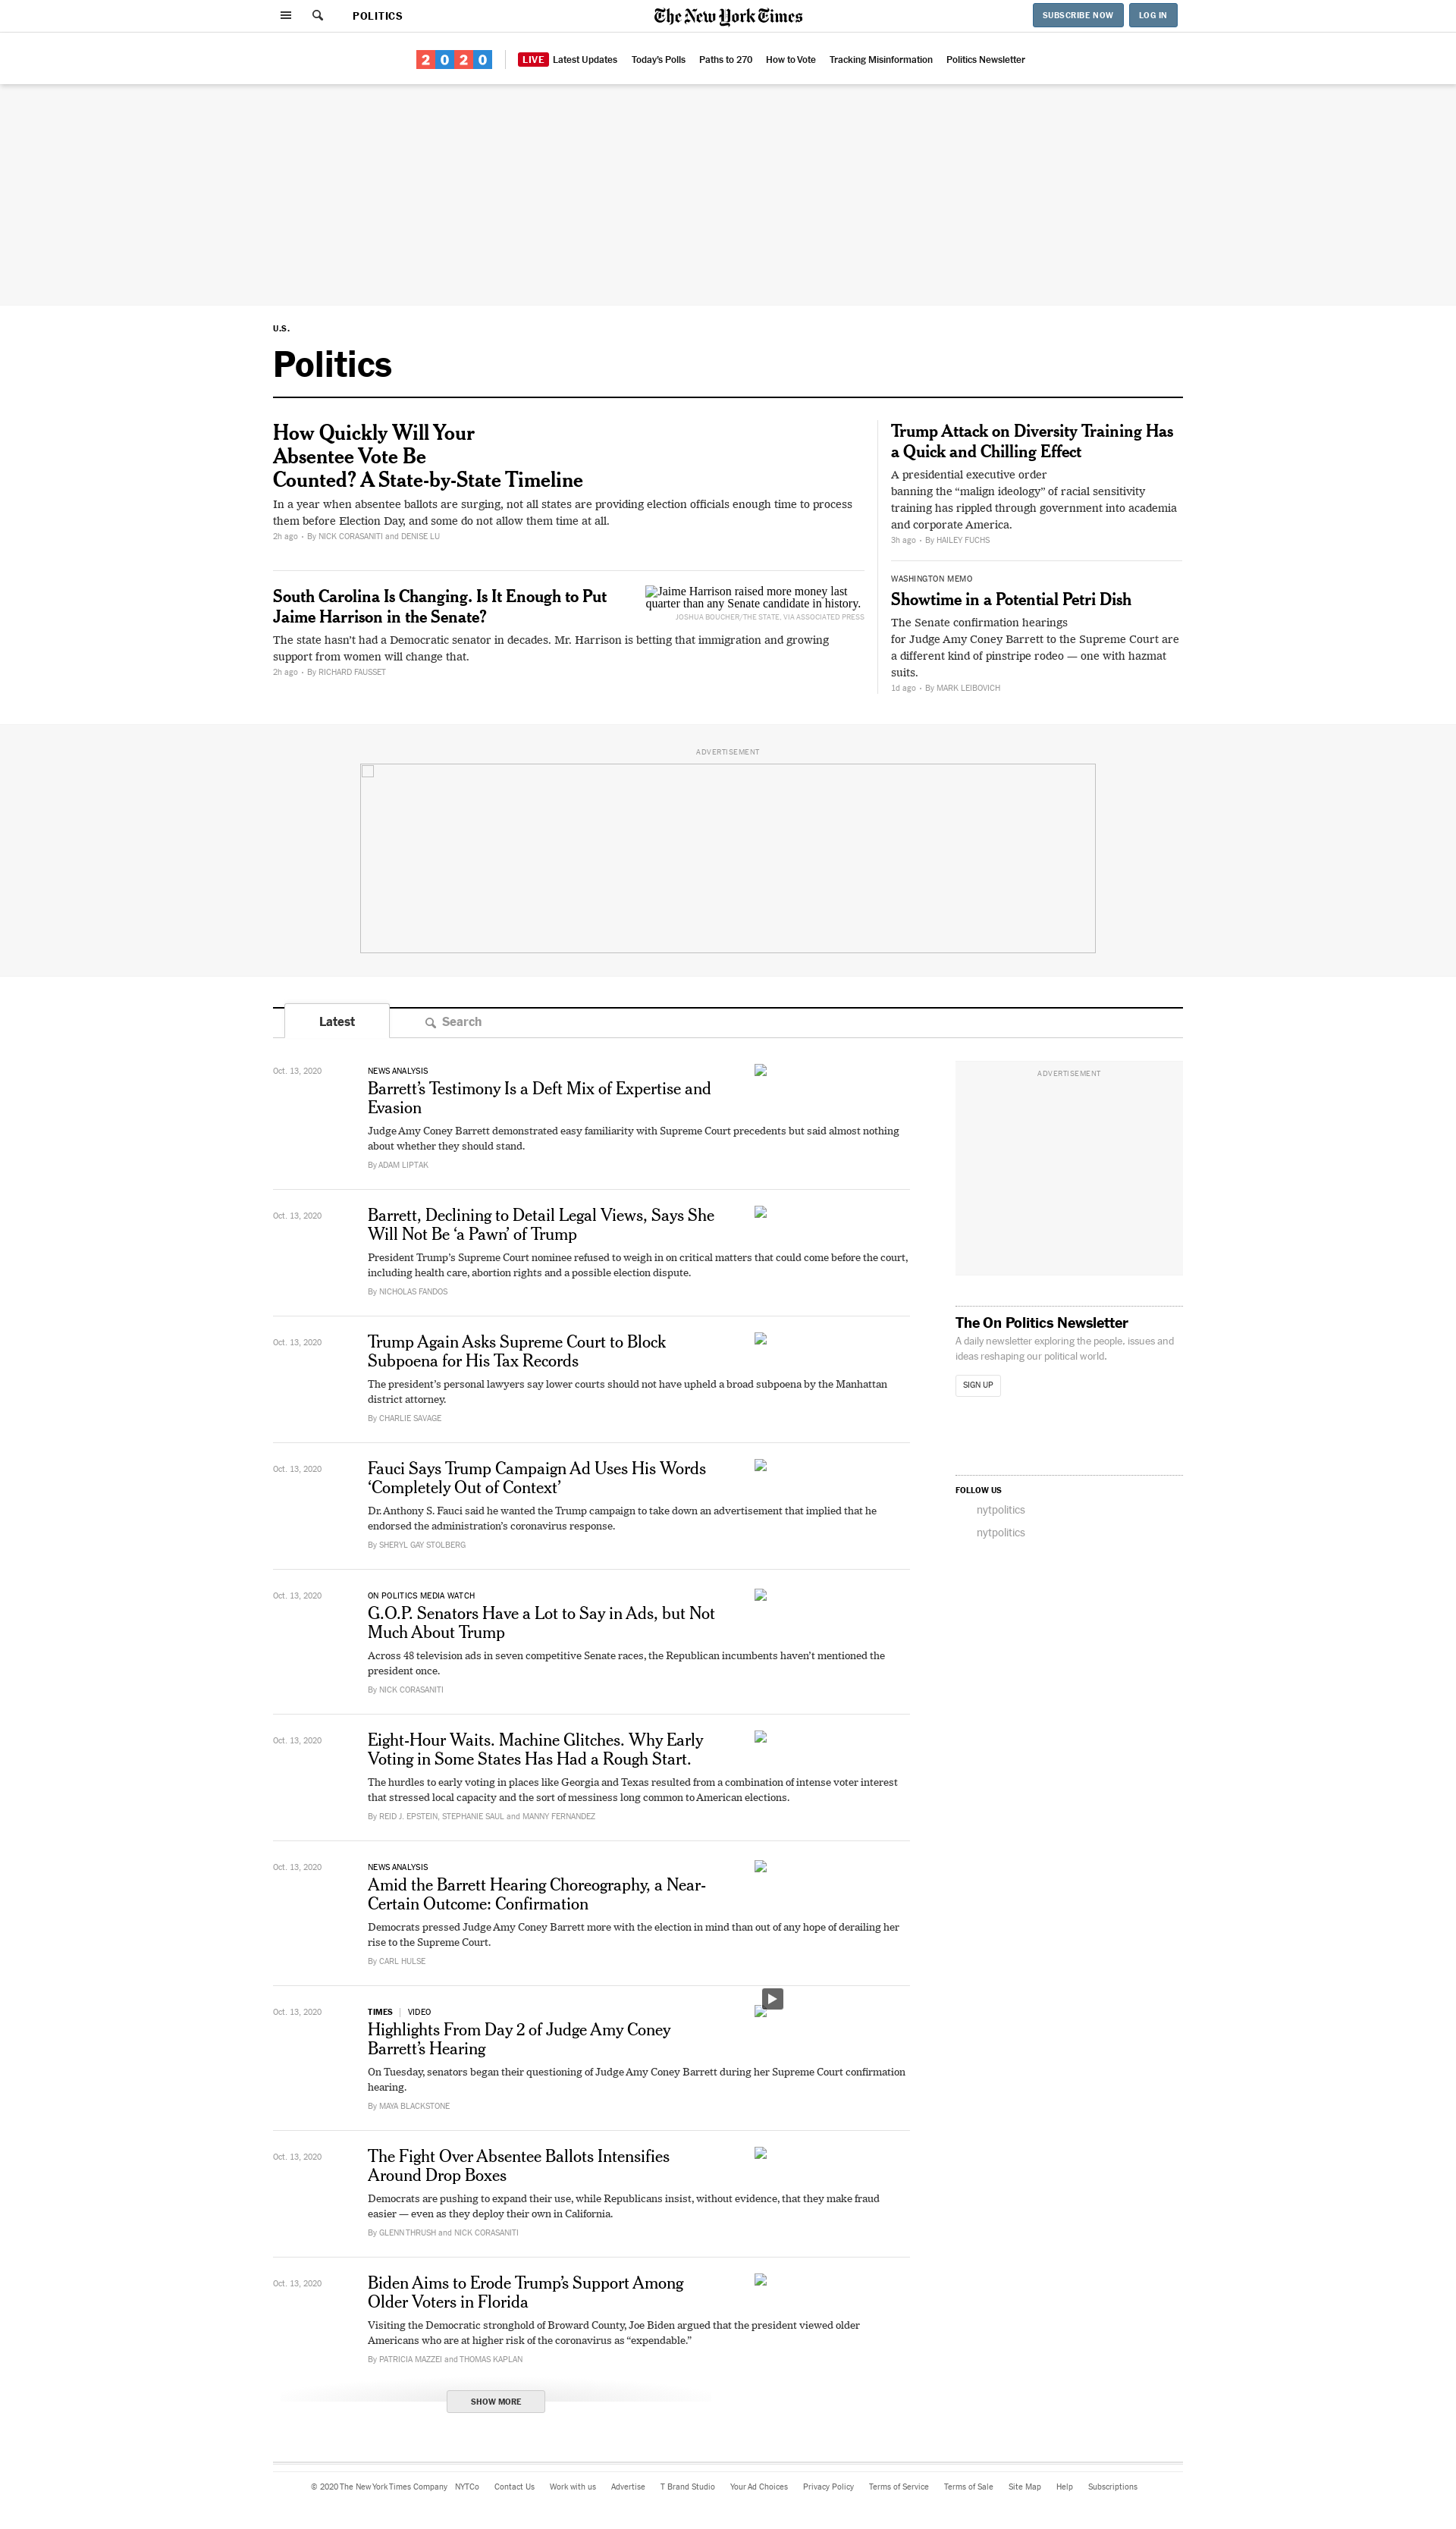 POLITICS
The New York Times
SUBSCRIBE NOW
LOG IN
2020
LIVE Latest Updates
Today's Polls
Paths to 270
How to Vote
Tracking Misinformation
Politics Newsletter
U.S.
Politics
How Quickly Will Your
Absentee Vote Be
Counted? A State-by-State Timeline
In a year when absentee ballots are surging, not all states are providing election officials enough time to process
them before Election Day, and some do not allow them time at all.
2h ago • By NICK CORASANITI and DENISE LU
South Carolina Is Changing. Is It Enough to Put
Jaime Harrison in the Senate?
Jaime Harrison raised more money last
quarter than any Senate candidate in history.
JOSHUA BOUCHER/THE STATE, VIA ASSOCIATED PRESS
The state hasn't had a Democratic senator in decades. Mr. Harrison is betting that immigration and growing
support from women will change that.
2h ago • By RICHARD FAUSSET
Trump Attack on Diversity Training Has
a Quick and Chilling Effect
A presidential executive order
banning the “malign ideology” of racial sensitivity
training has rippled through government into academia
and corporate America.
3h ago • By HAILEY FUCHS
WASHINGTON MEMO
Showtime in a Potential Petri Dish
The Senate confirmation hearings
for Judge Amy Coney Barrett to the Supreme Court are
a different kind of pinstripe rodeo — one with hazmat
suits.
1d ago • By MARK LEIBOVICH
ADVERTISEMENT
Latest
Search
Oct. 13, 2020
NEWS ANALYSIS
Barrett’s Testimony Is a Deft Mix of Expertise and
Evasion
Judge Amy Coney Barrett demonstrated easy familiarity with Supreme Court precedents but said almost nothing
about whether they should stand.
By ADAM LIPTAK
Oct. 13, 2020
Barrett, Declining to Detail Legal Views, Says She
Will Not Be ‘a Pawn’ of Trump
President Trump’s Supreme Court nominee refused to weigh in on critical matters that could come before the court,
including health care, abortion rights and a possible election dispute.
By NICHOLAS FANDOS
Oct. 13, 2020
Trump Again Asks Supreme Court to Block
Subpoena for His Tax Records
The president’s personal lawyers say lower courts should not have upheld a broad subpoena by the Manhattan
district attorney.
By CHARLIE SAVAGE
Oct. 13, 2020
Fauci Says Trump Campaign Ad Uses His Words
‘Completely Out of Context’
Dr. Anthony S. Fauci said he wanted the Trump campaign to take down an advertisement that implied that he
endorsed the administration’s coronavirus response.
By SHERYL GAY STOLBERG
Oct. 13, 2020
ON POLITICS MEDIA WATCH
G.O.P. Senators Have a Lot to Say in Ads, but Not
Much About Trump
Across 48 television ads in seven competitive Senate races, the Republican incumbents haven’t mentioned the
president once.
By NICK CORASANITI
Oct. 13, 2020
Eight-Hour Waits. Machine Glitches. Why Early
Voting in Some States Has Had a Rough Start.
The hurdles to early voting in places like Georgia and Texas resulted from a combination of intense voter interest
that stressed local capacity and the sort of messiness long common to American elections.
By REID J. EPSTEIN, STEPHANIE SAUL and MANNY FERNANDEZ
Oct. 13, 2020
NEWS ANALYSIS
Amid the Barrett Hearing Choreography, a Near-
Certain Outcome: Confirmation
Democrats pressed Judge Amy Coney Barrett more with the election in mind than out of any hope of derailing her
rise to the Supreme Court.
By CARL HULSE
Oct. 13, 2020
TIMES | VIDEO
Highlights From Day 2 of Judge Amy Coney
Barrett’s Hearing
On Tuesday, senators began their questioning of Judge Amy Coney Barrett during her Supreme Court confirmation
hearing.
By MAYA BLACKSTONE
Oct. 13, 2020
The Fight Over Absentee Ballots Intensifies
Around Drop Boxes
Democrats are pushing to expand their use, while Republicans insist, without evidence, that they make fraud
easier — even as they deploy their own in California.
By GLENN THRUSH and NICK CORASANITI
Oct. 13, 2020
Biden Aims to Erode Trump’s Support Among
Older Voters in Florida
Visiting the Democratic stronghold of Broward County, Joe Biden argued that the president viewed older
Americans who are at higher risk of the coronavirus as “expendable.”
By PATRICIA MAZZEI and THOMAS KAPLAN
SHOW MORE
ADVERTISEMENT
The On Politics Newsletter
A daily newsletter exploring the people, issues and
ideas reshaping our political world.
SIGN UP
FOLLOW US
nytpolitics
nytpolitics
© 2020 The New York Times Company
NYTCo
Contact Us
Work with us
Advertise
T Brand Studio
Your Ad Choices
Privacy Policy
Terms of Service
Terms of Sale
Site Map
Help
Subscriptions